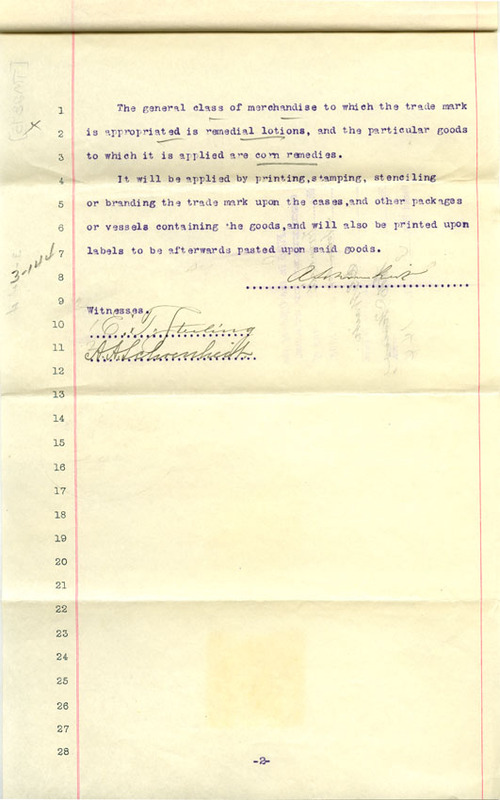 1 The general class of merchandise to which the trade mark
2 is appropriated is remedial lotions, and the particular goods
3 to which it is applied are corn remedies.
4 It will be applied by printing,stamping, stenciling
5 or branding the trade mark upon the cases,and other packages
6 or vessels containing the goods,and will also be printed upon
7 labels to be afterwards pasted upon said goods.
3-144
8
9 Witnesses.
10 E. T. Sterling
11
12
13
14
15
16
17
18
19
20
21
22
23
24
25
26
27
28
-2-